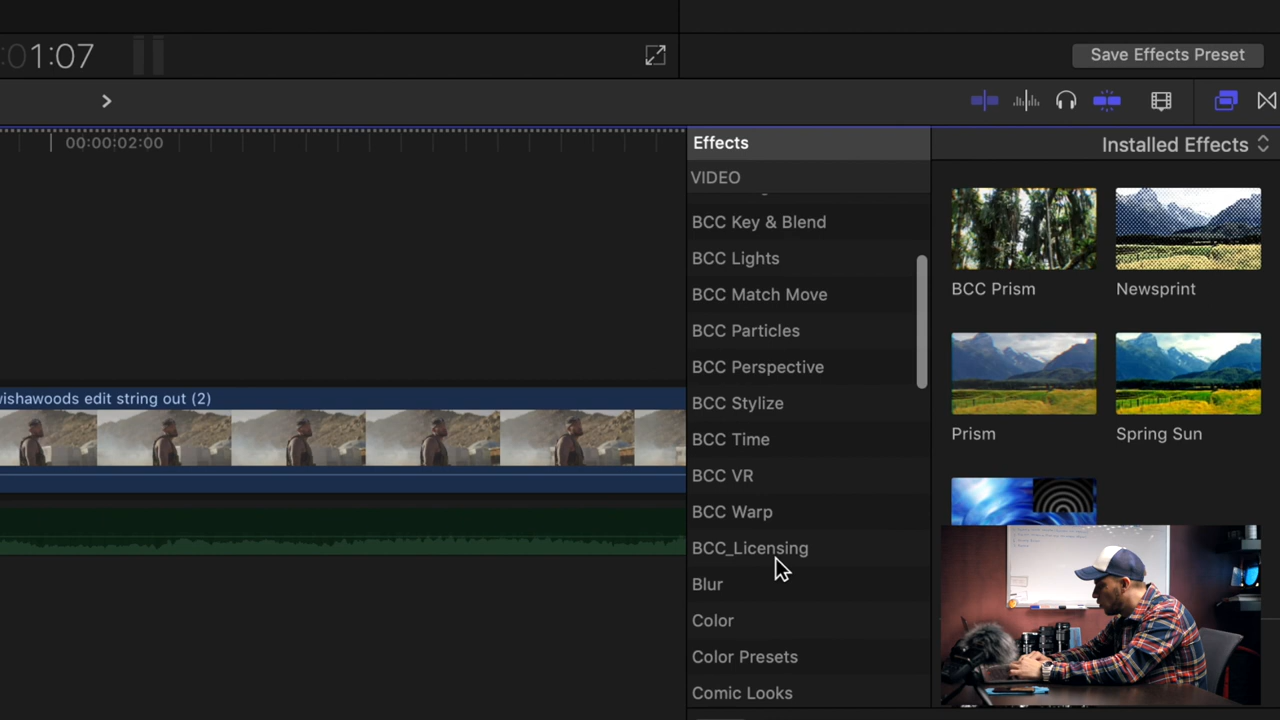 :01:07
Save Effects Preset
00:00:02:00
Effects
Installed Effects
VIDEO
BCC Key & Blend
BCC Lights
BCC Match Move
BCC Particles
BCC Perspective
BCC Stylize
BCC Time
BCC VR
BCC Warp
BCC_Licensing
Blur
Color
Color Presets
Comic Looks
BCC Prism
Newsprint
Prism
Spring Sun
wishawoods edit string out (2)